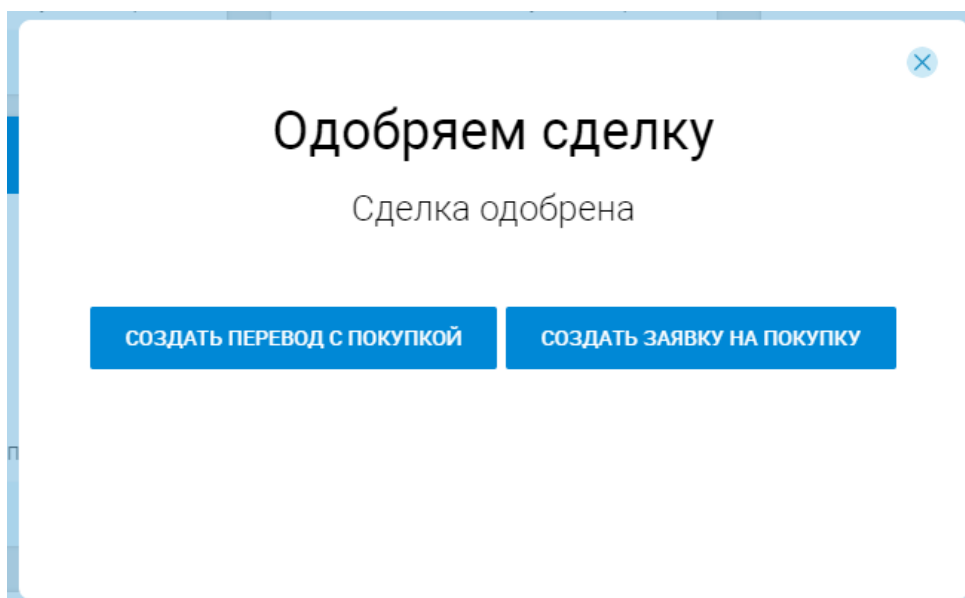 Одобряем сделку
Сделка одобрена
СОЗДАТЬ ПЕРЕВОД С ПОКУПКОЙ
СОЗДАТЬ ЗАЯВКУ НА ПОКУПКУ